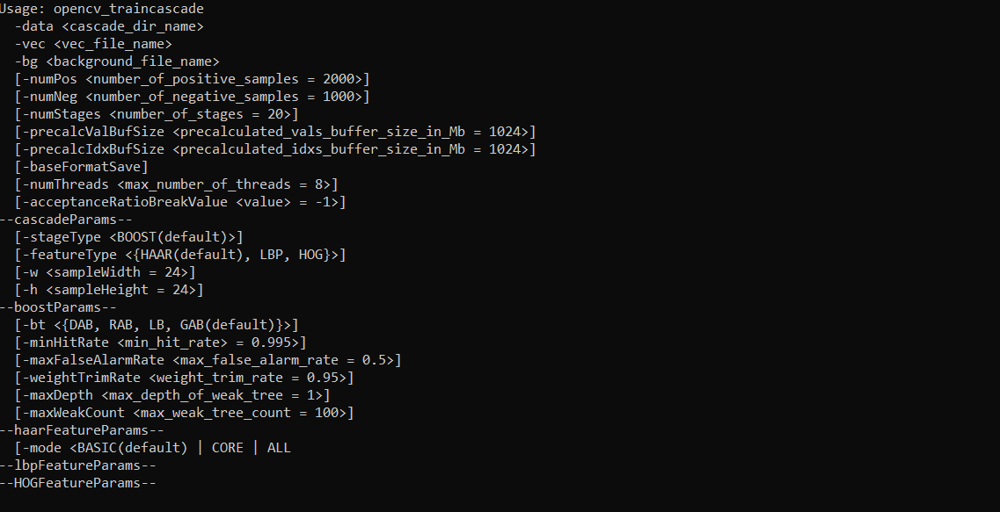 Usage: opencv_traincascade
  -data <cascade_dir_name>
  -vec <vec_file_name>
  -bg <background_file_name>
  [-numPos <number_of_positive_samples = 2000>]
  [-numNeg <number_of_negative_samples = 1000>]
  [-numStages <number_of_stages = 20>]
  [-precalcValBufSize <precalculated_vals_buffer_size_in_Mb = 1024>]
  [-precalcIdxBufSize <precalculated_idxs_buffer_size_in_Mb = 1024>]
  [-baseFormatSave]
  [-numThreads <max_number_of_threads = 8>]
  [-acceptanceRatioBreakValue <value> = -1>]
--cascadeParams--
  [-stageType <BOOST(default)>]
  [-featureType <{HAAR(default), LBP, HOG}>]
  [-w <sampleWidth = 24>]
  [-h <sampleHeight = 24>]
--boostParams--
  [-bt <{DAB, RAB, LB, GAB(default)}>]
  [-minHitRate <min_hit_rate> = 0.995>]
  [-maxFalseAlarmRate <max_false_alarm_rate = 0.5>]
  [-weightTrimRate <weight_trim_rate = 0.95>]
  [-maxDepth <max_depth_of_weak_tree = 1>]
  [-maxWeakCount <max_weak_tree_count = 100>]
--haarFeatureParams--
  [-mode <BASIC(default) | CORE | ALL
--lbpFeatureParams--
--HOGFeatureParams--